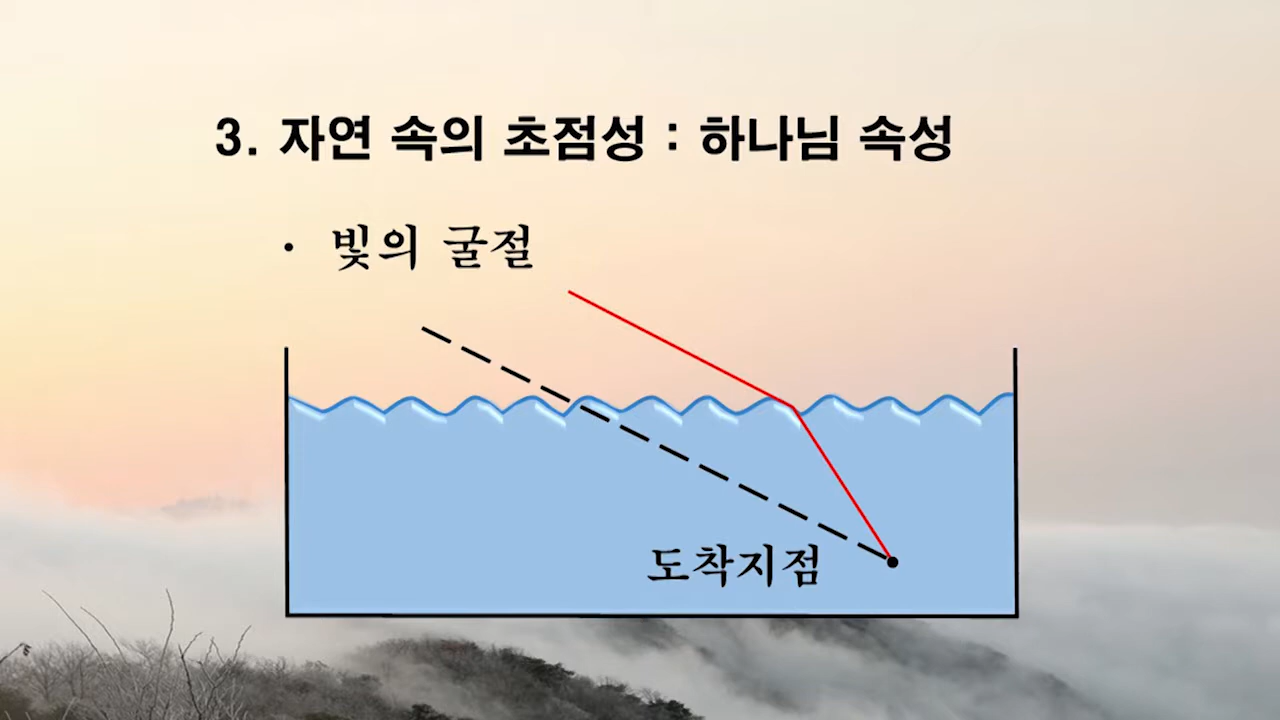 3. 자연 속의 초점성 : 하나님 속성
· 빛의 굴절
도착지점